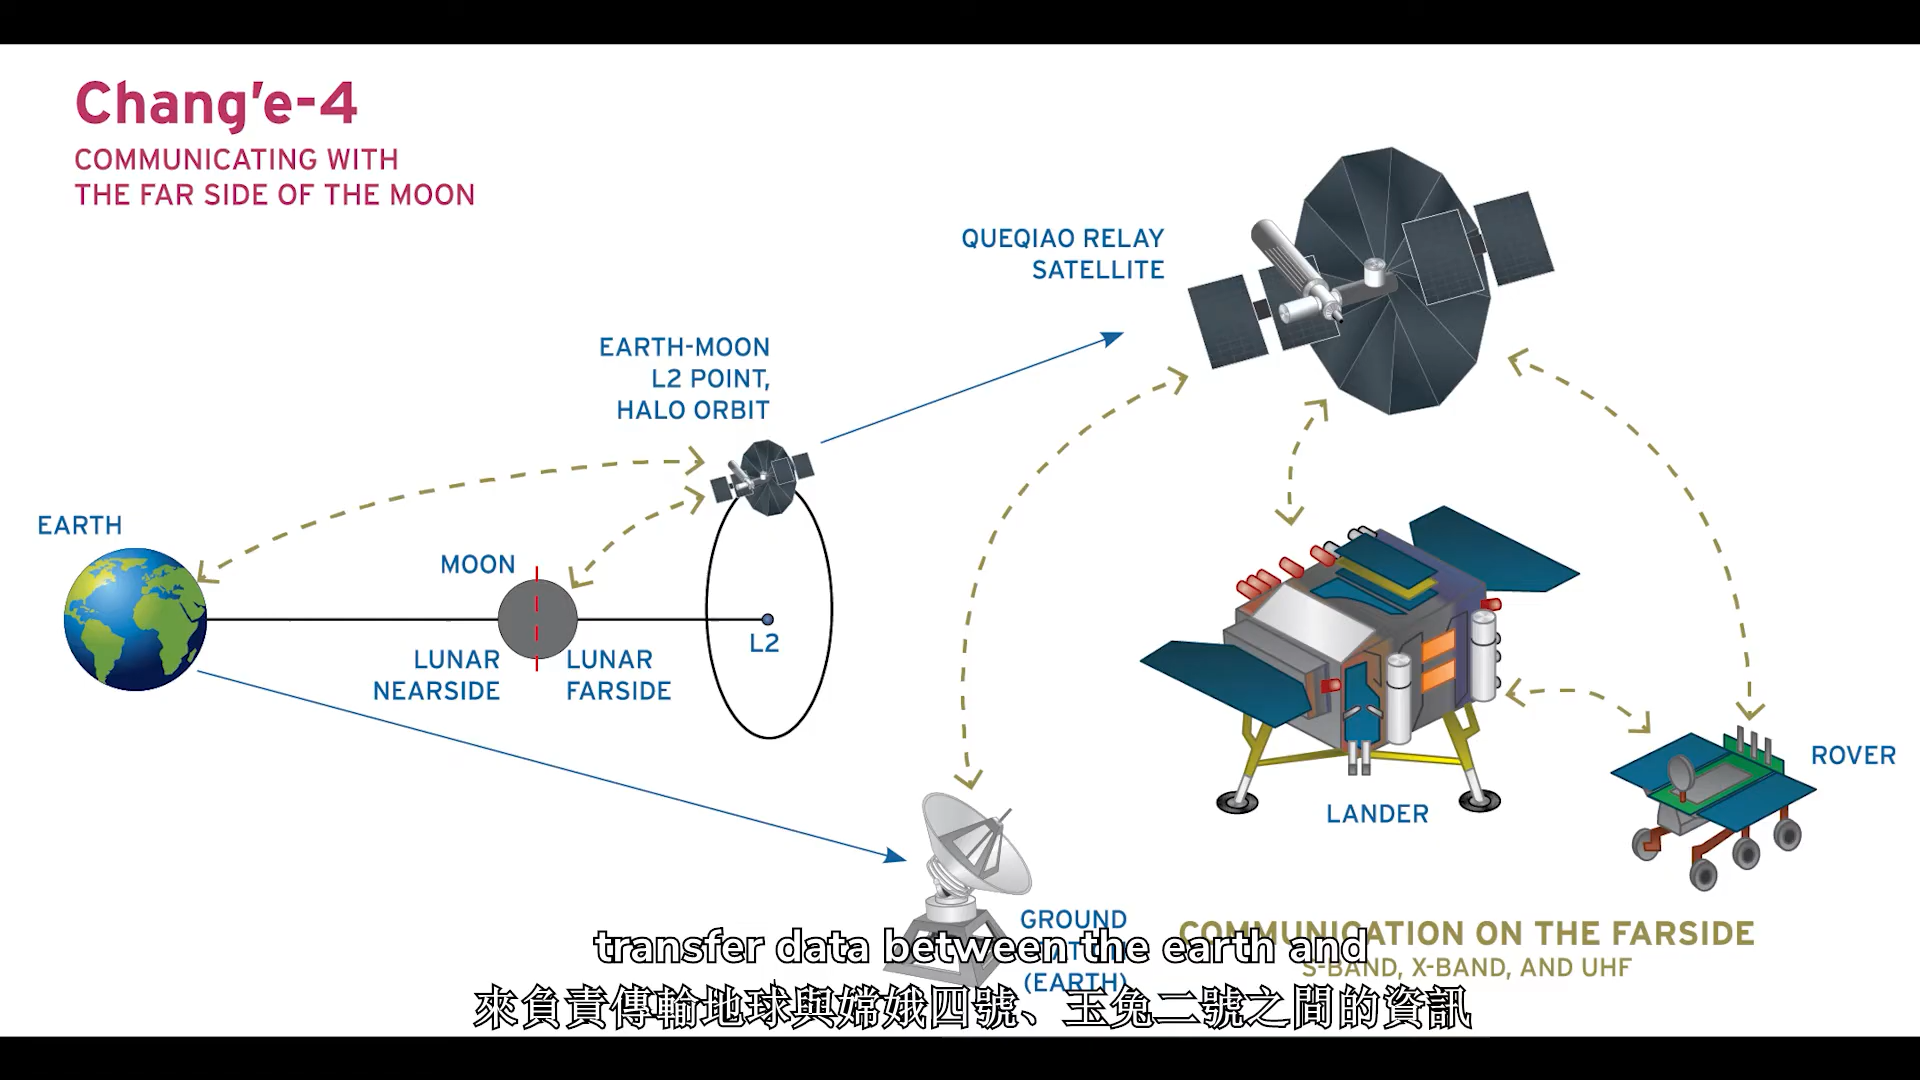 Chang'e-4
COMMUNICATING WITH
THE FAR SIDE OF THE MOON
QUEQIAO RELAY
SATELLITE
EARTH-MOON
L2 POINT,
HALO ORBIT
EARTH
MOON
LUNAR
NEARSIDE
LUNAR
FARSIDE
L2
ROVER
LANDER
GROUND
(EARTH)
COMMUNICATION ON THE FARSIDE
S-BAND, X-BAND, AND UHF
transfer data between the earth and
來負責傳輸地球與嫦娥四號、玉兔二號之間的資訊